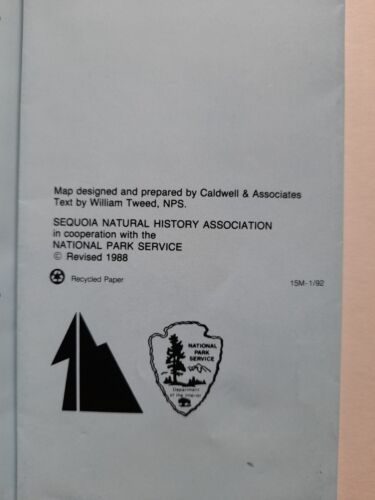 Map designed and prepared by Caldwell & Associates
Text by William Tweed, NPS.
SEQUOIA NATURAL HISTORY ASSOCIATION
in cooperation with the
NATIONAL PARK SERVICE
© Revised 1988
Recycled Paper
15M-1/92
NATIONAL
PARK
SERVICE
Department
of the Interior